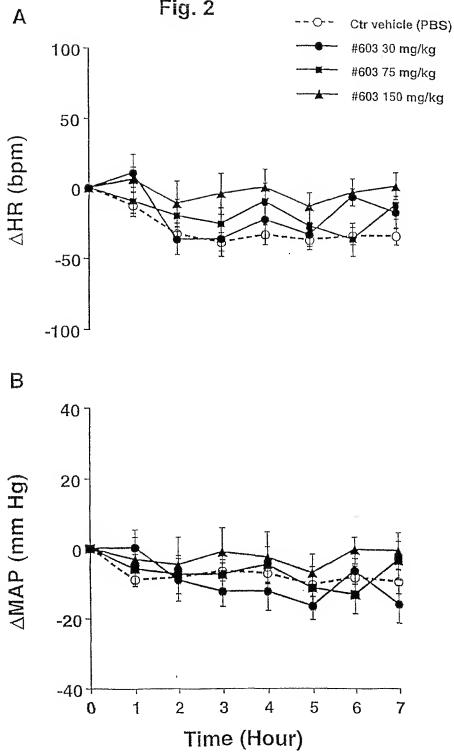 Fig. 2
A
Ctr vehicle (PBS)
#603 30 mg/kg
#603 75 mg/kg
#603 150 mg/kg
100
50
0
-50
-100
ΔHR (bpm)
B
40
20
0
-20
-40
ΔMAP (mm Hg)
0 1 2 3 4 5 6 7
Time (Hour)